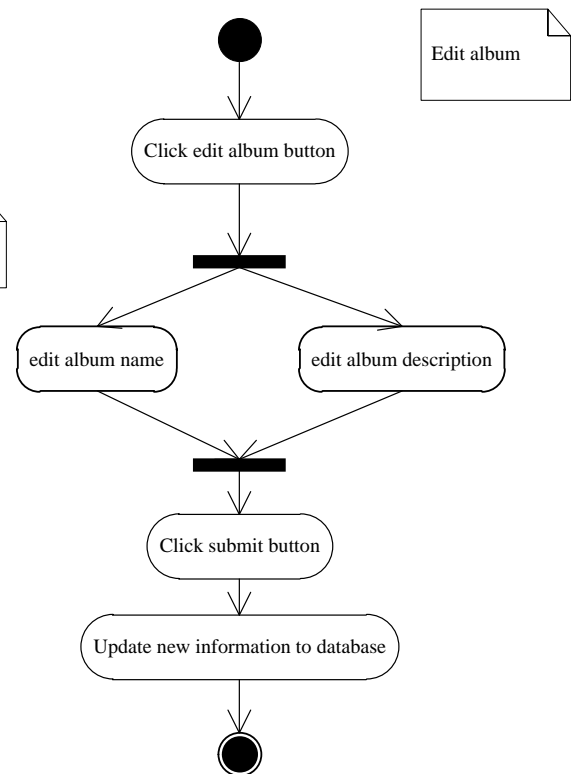 Edit album
Click edit album button
edit album name
edit album description
Click submit button
Update new information to database